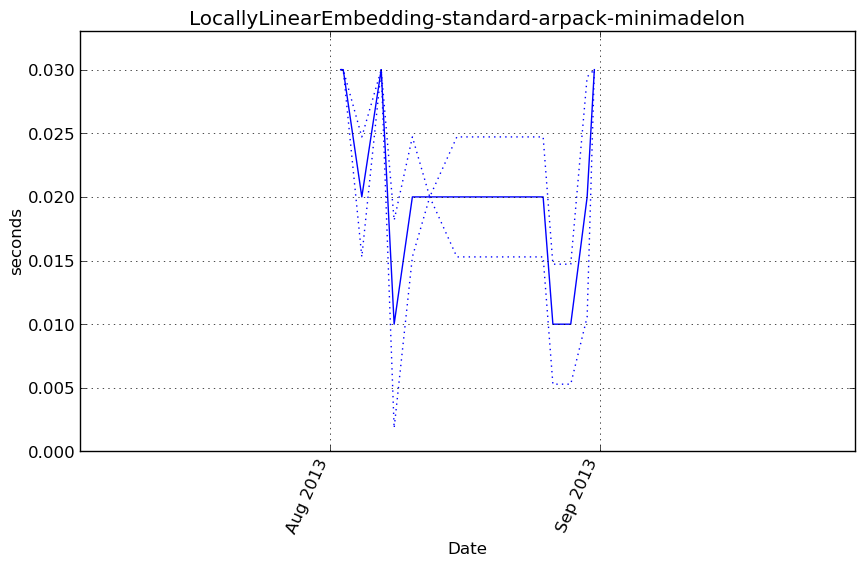 LocallyLinearEmbedding-standard-arpack-minimadelon
0.030
0.025
0.020
0.015
0.010
0.005
0.000
seconds
Aug 2013
Sep 2013
Date